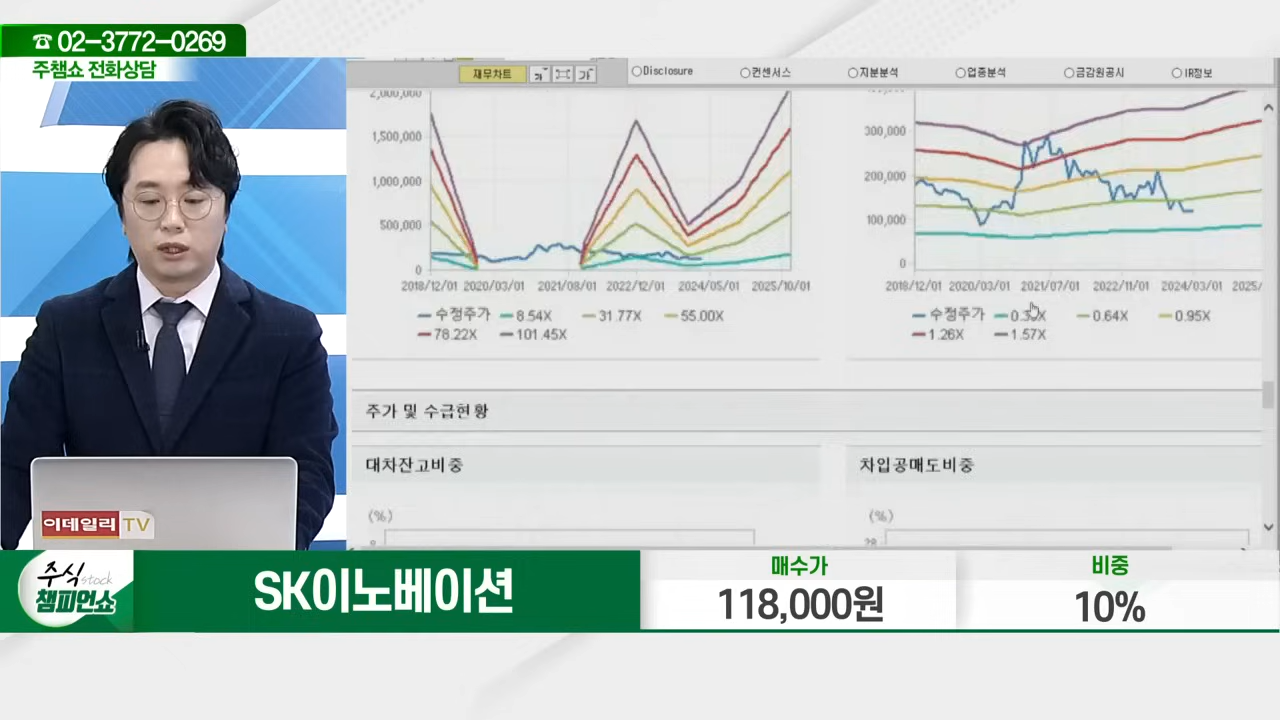 ☎ 02-3772-0269
주챔쇼 전화상담
재무차트
가
가
Disclosure
컨센서스
지분분석
업종분석
금감원공시
IR정보
2,000,000
1,500,000
1,000,000
500,000
0
2018/12/01 2020/03/01 2021/08/01 2022/12/01 2024/05/01 2025/10/01
수정주가 8.54X 31.77X 55.00X
78.22X 101.45X
300,000
200,000
100,000
0
2018/12/01 2020/03/01 2021/07/01 2022/11/01 2024/03/01 2025/
수정주가 0.64X 0.95X
1.26X 1.57X
주가 및 수급현황
대차잔고비중
차입공매도비중
(%)
(%)
28
이데일리 TV
주식 stock
챔피언쇼
SK이노베이션
매수가
118,000원
비중
10%